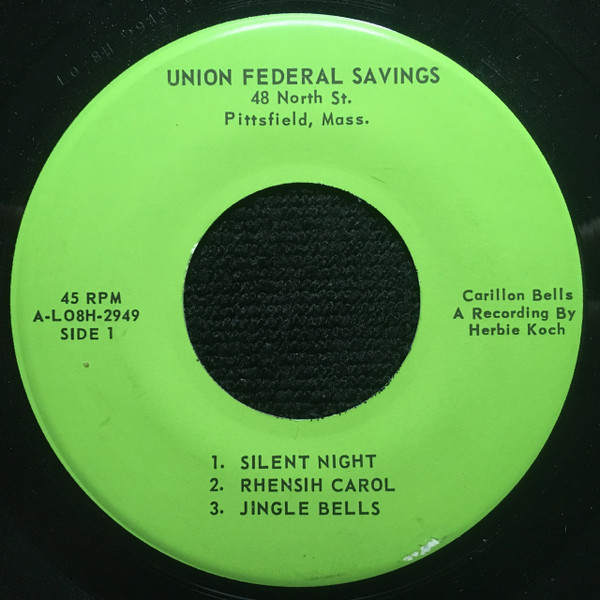 UNION FEDERAL SAVINGS
48 North St.
Pittsfield, Mass.
45 RPM
A-L08H-2949
SIDE 1
Carillon Bells
A Recording By
Herbie Koch
1. SILENT NIGHT
2. RHENSIH CAROL
3. JINGLE BELLS